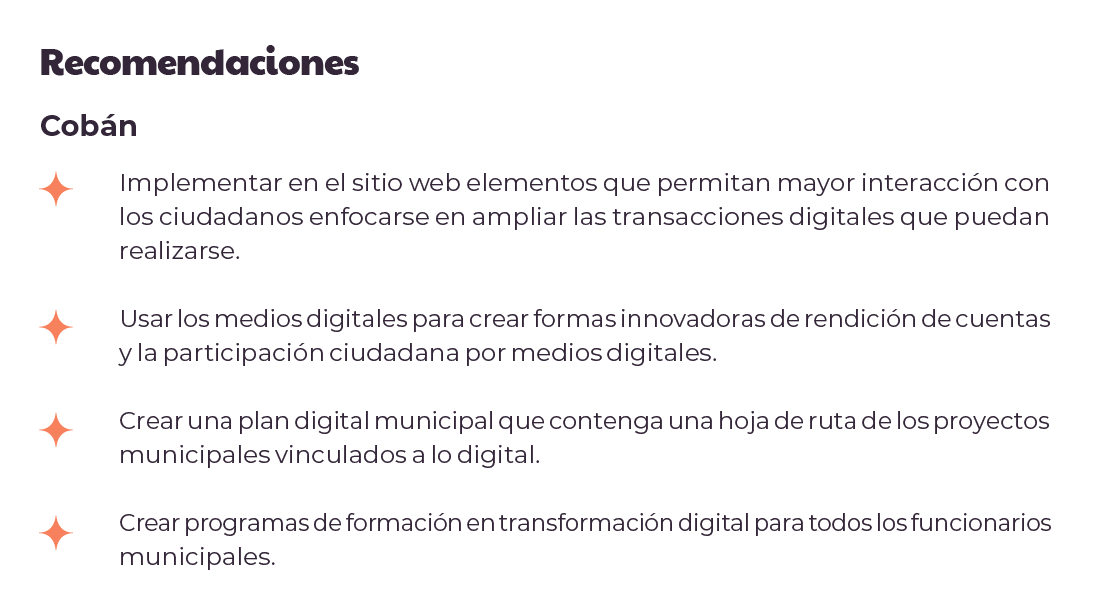 Recomendaciones
Cobán
Implementar en el sitio web elementos que permitan mayor interacción con
los ciudadanos enfocarse en ampliar las transacciones digitales que puedan
realizarse.
Usar los medios digitales para crear formas innovadoras de rendición de cuentas
y la participación ciudadana por medios digitales.
Crear una plan digital municipal que contenga una hoja de ruta de los proyectos
municipales vinculados a lo digital.
Crear programas de formación en transformación digital para todos los funcionarios
municipales.